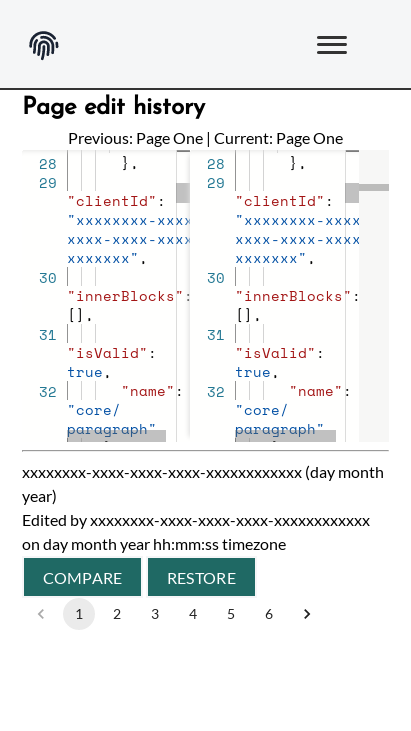 Page edit history
Previous: Page One | Current: Page One
28 },
29
"clientId":
"xxxxxxxx-xxxx
xxxx-xxxx-xxxx
xxxxxxx",
30
"innerBlocks":
[],
31
"isValid":
true,
32 "name":
"core/
paragraph"
28 },
29
"clientId":
"xxxxxxxx-xxxx
xxxx-xxxx-xxxx
xxxxxxx",
30
"innerBlocks":
[],
31
"isValid":
true,
32 "name":
"core/
paragraph"
xxxxxxxx-xxxx-xxxx-xxxx-xxxxxxxxxxxx (day month
year)
Edited by xxxxxxxx-xxxx-xxxx-xxxx-xxxxxxxxxxxx
on day month year hh:mm:ss timezone
COMPARE RESTORE
1 2 3 4 5 6